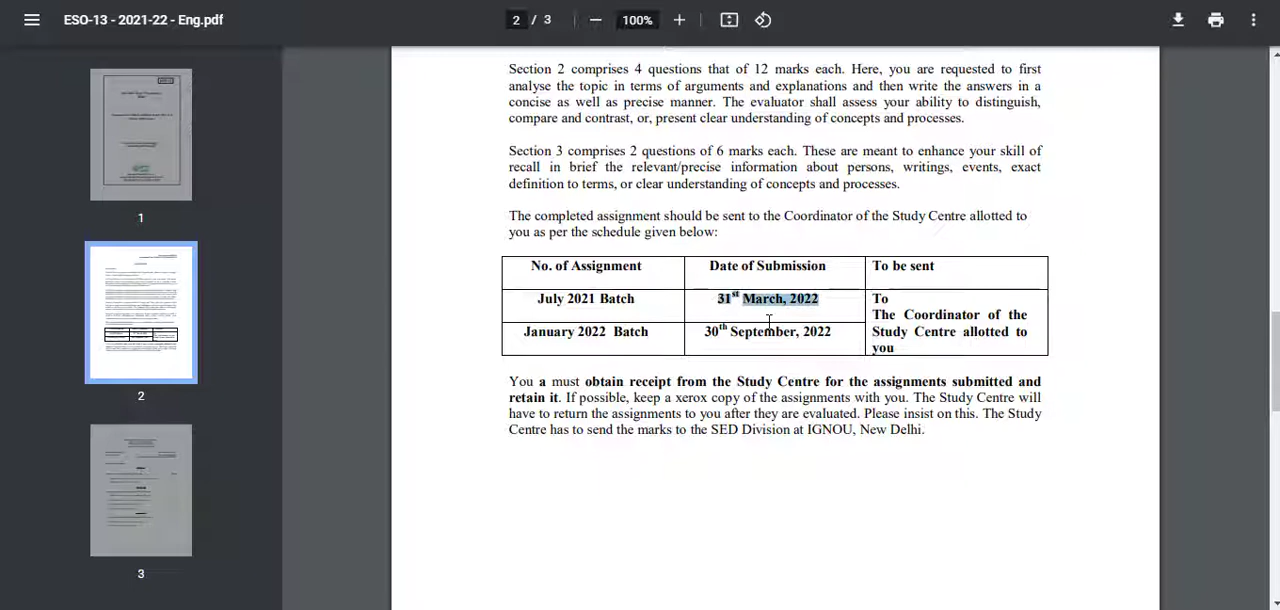 ESO-13 - 2021-22 - Eng.pdf
2 / 3
100%
1
2
3
Section 2 comprises 4 questions that of 12 marks each. Here, you are requested to first
analyse the topic in terms of arguments and explanations and then write the answers in a
concise as well as precise manner. The evaluator shall assess your ability to distinguish,
compare and contrast, or, present clear understanding of concepts and processes.
Section 3 comprises 2 questions of 6 marks each. These are meant to enhance your skill of
recall in brief the relevant/precise information about persons, writings, events, exact
definition to terms, or clear understanding of concepts and processes.
The completed assignment should be sent to the Coordinator of the Study Centre allotted to
you as per the schedule given below:
No. of Assignment Date of Submission To be sent
July 2021 Batch 31st March, 2022 To
The Coordinator of the
January 2022 Batch 30th September, 2022 Study Centre allotted to
you
You a must obtain receipt from the Study Centre for the assignments submitted and
retain it. If possible, keep a xerox copy of the assignments with you. The Study Centre will
have to return the assignments to you after they are evaluated. Please insist on this. The Study
Centre has to send the marks to the SED Division at IGNOU, New Delhi.